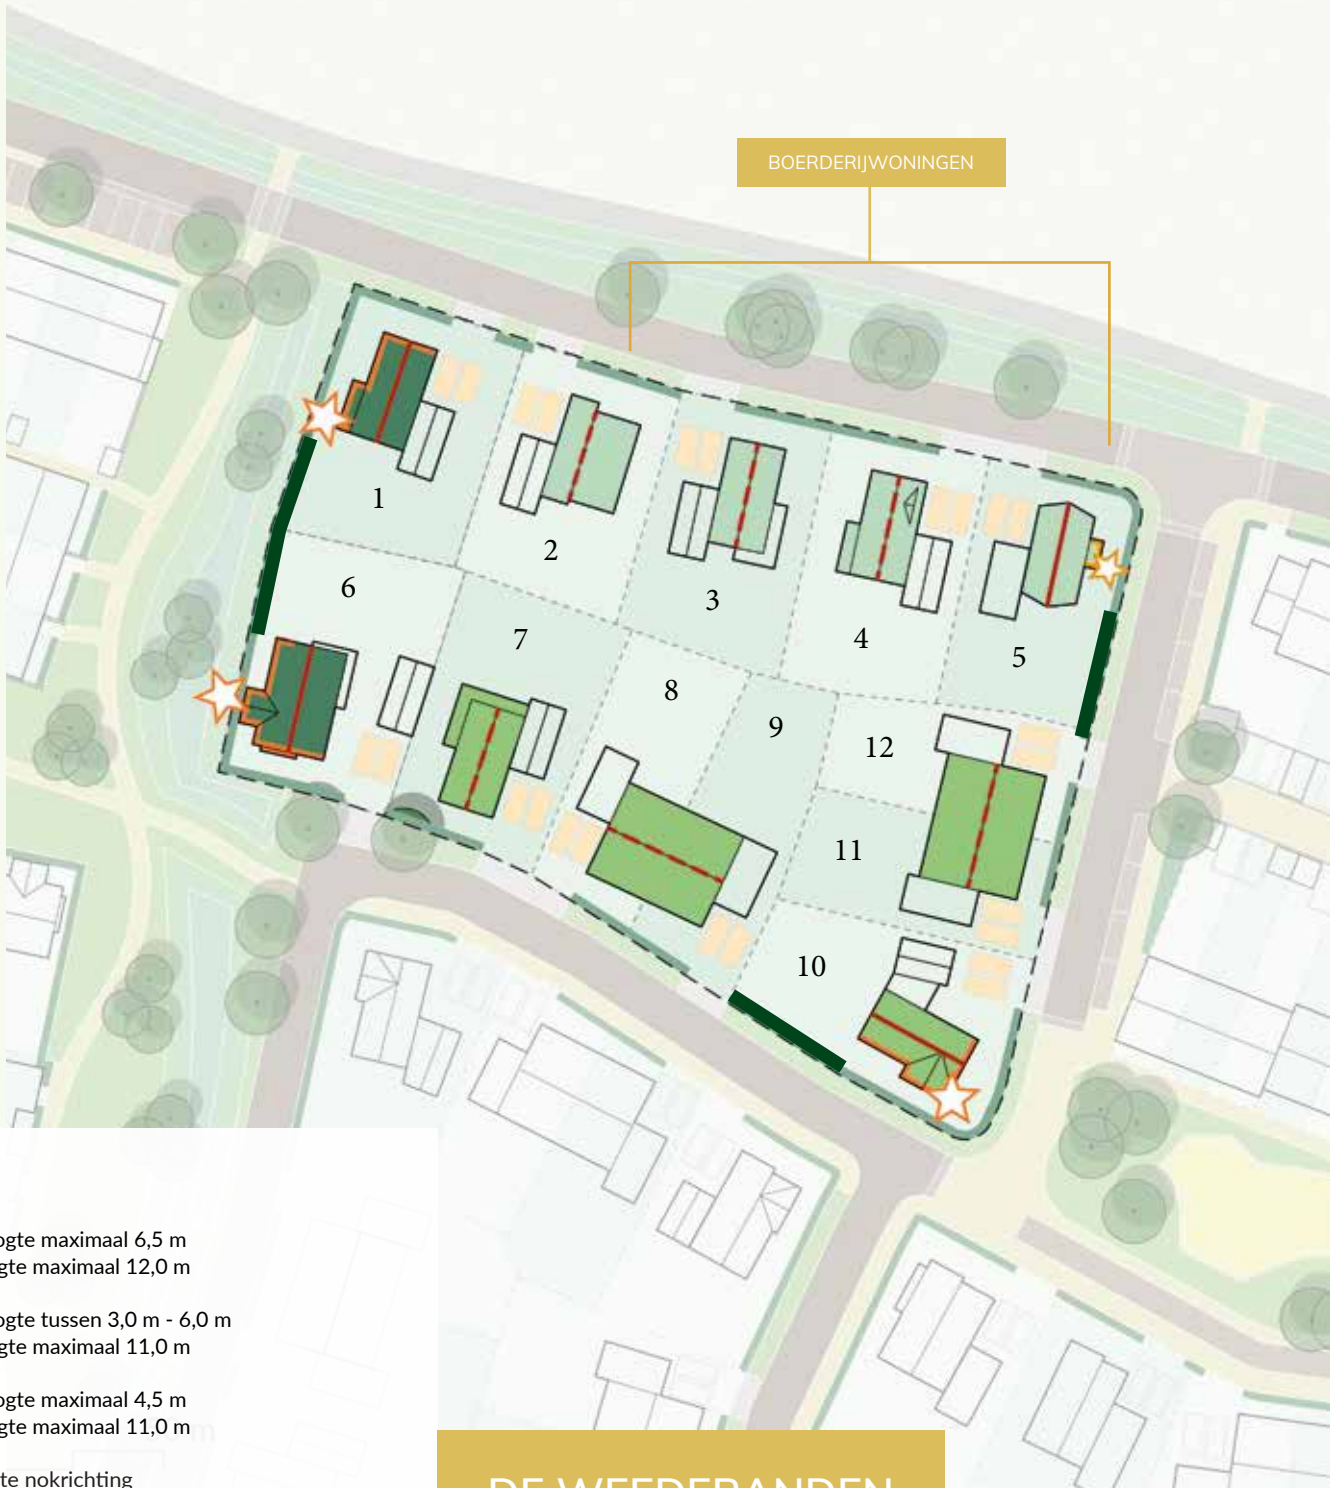 BOERDERIJWONINGEN
1
2
3
4
5
6
7
8
9
12
11
10
ogte maximaal 6,5 m
gte maximaal 12,0 m
ogte tussen 3,0 m - 6,0 m
gte maximaal 11,0 m
ogte maximaal 4,5 m
gte maximaal 11,0 m
te nokrichting